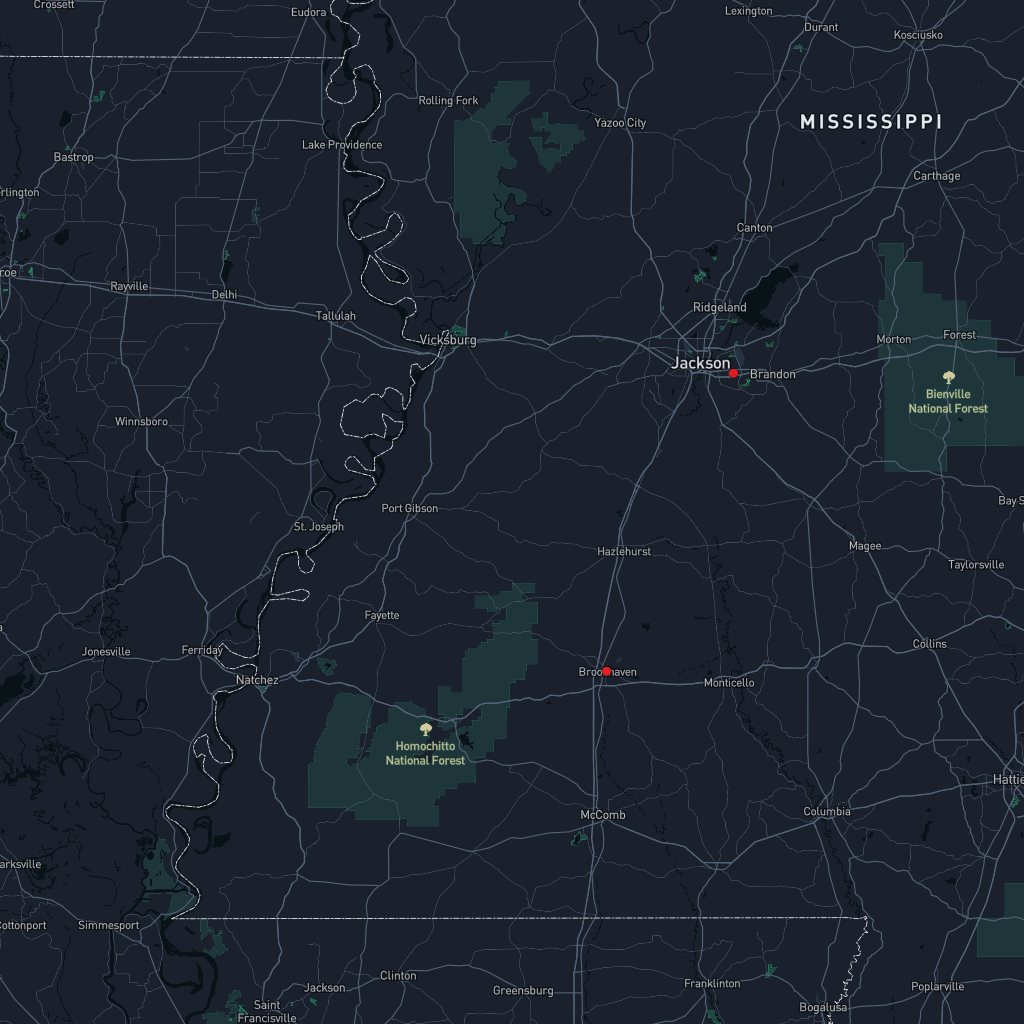 Crossett
Eudora
Lexington
Durant
Kosciusko
Rolling Fork
Yazoo City
MISSISSIPPI
Lake Providence
Bastrop
Carthage
rlington
Canton
roe
Rayville
Delhi
Ridgeland
Tallulah
Vicksburg
Morton
Forest
Jackson
Brandon
Bienville
National Forest
Winnsboro
Port Gibson
Bay S
St. Joseph
Magee
Hazlehurst
Taylorsville
Fayette
Collins
Jonesville
Ferriday
Natchez
Brookhaven
Monticello
Homochitto
National Forest
Hattie
McComb
Columbia
arksville
Cottonport
Simmesport
Clinton
Jackson
Greensburg
Franklinton
Poplarville
Saint
Francisville
Bogalusa